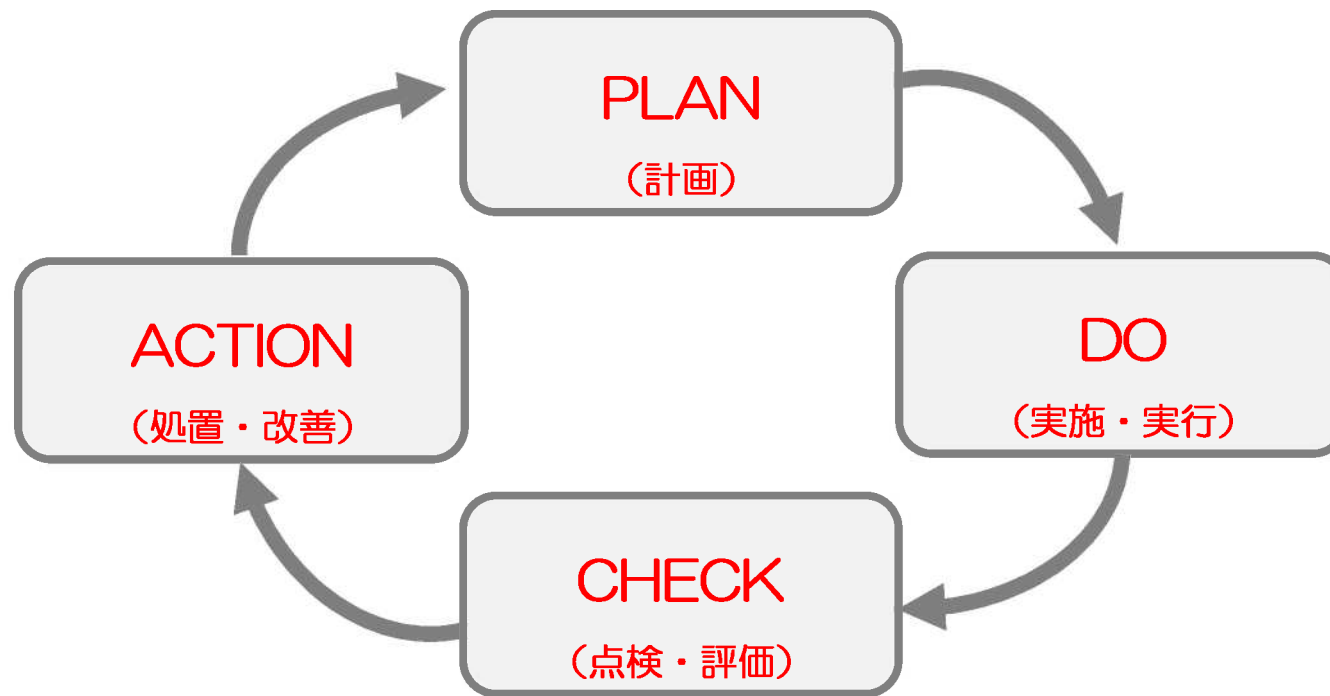 PLAN
（計画）
DO
（実施・実行）
CHECK
（点検・評価）
ACTION
（処置・改善）